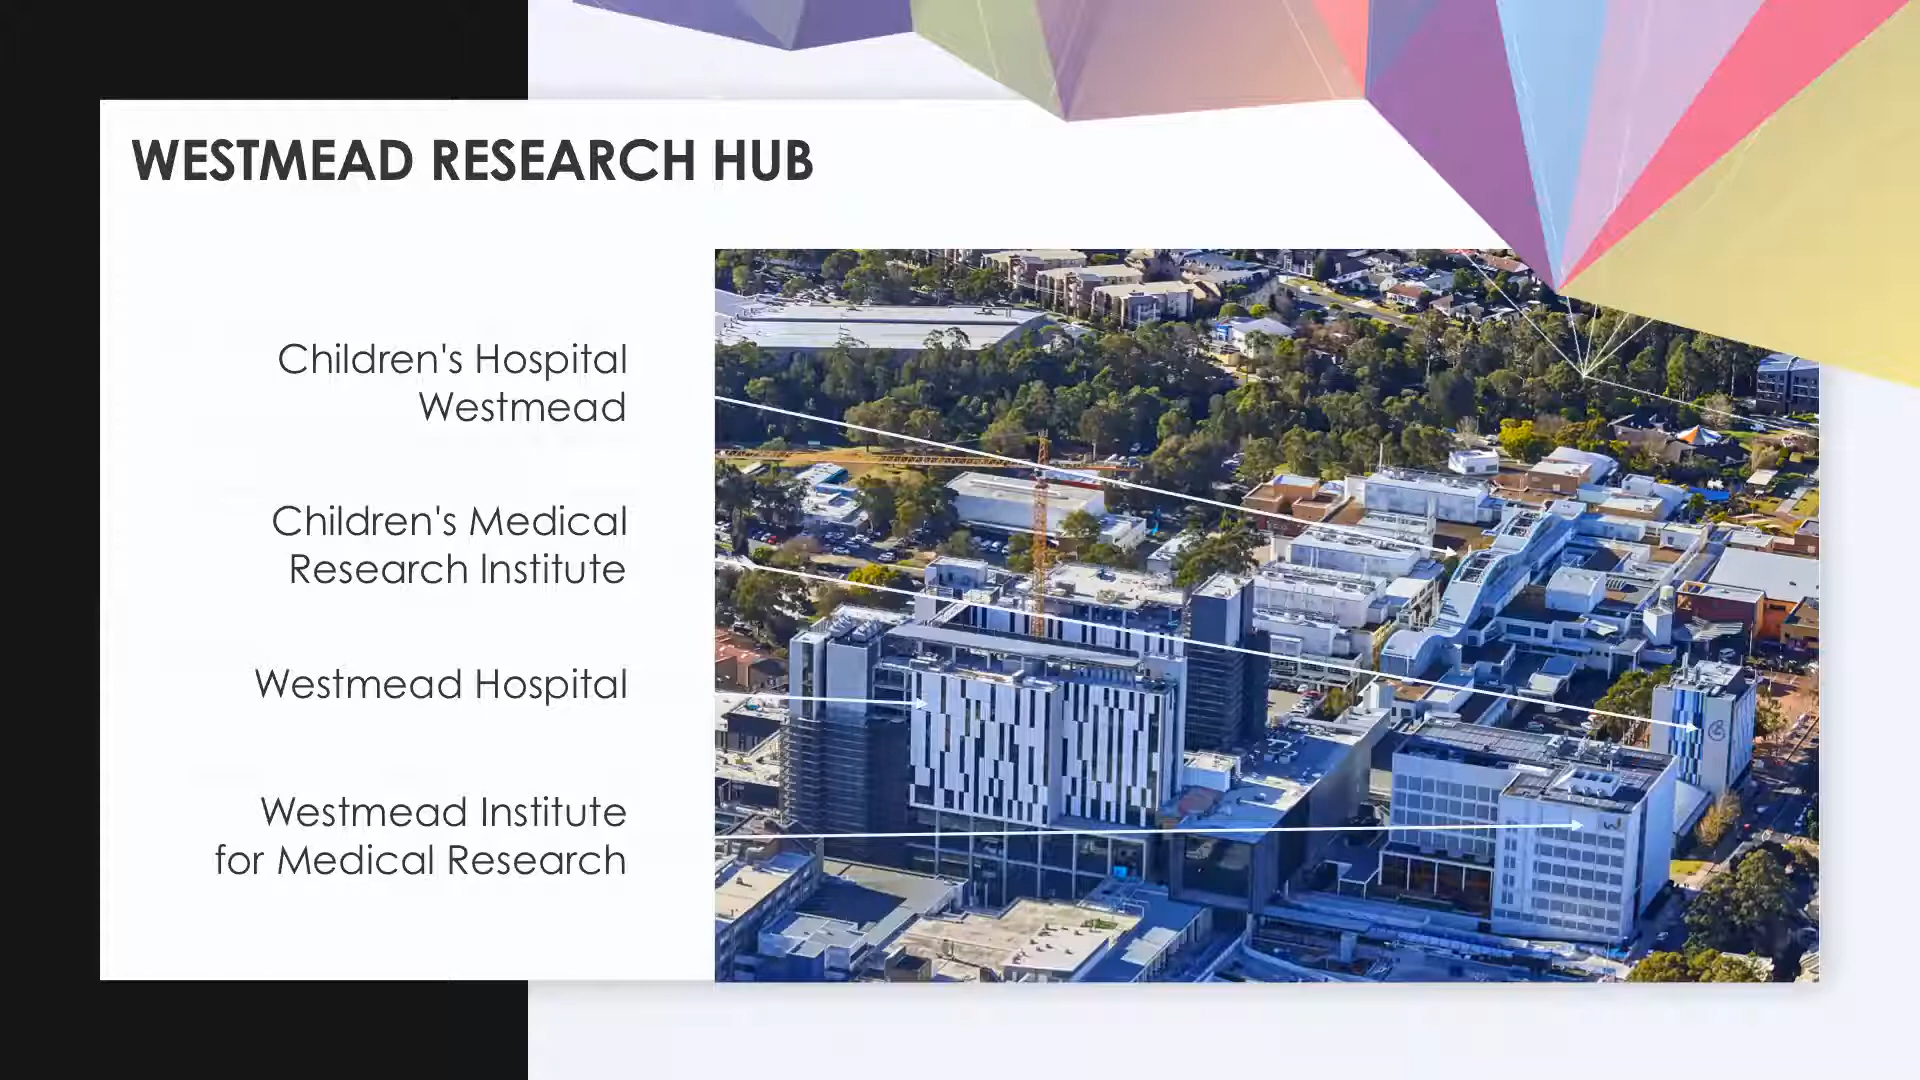 WESTMEAD RESEARCH HUB
Children's Hospital
Westmead
Children's Medical
Research Institute
Westmead Hospital
Westmead Institute
for Medical Research